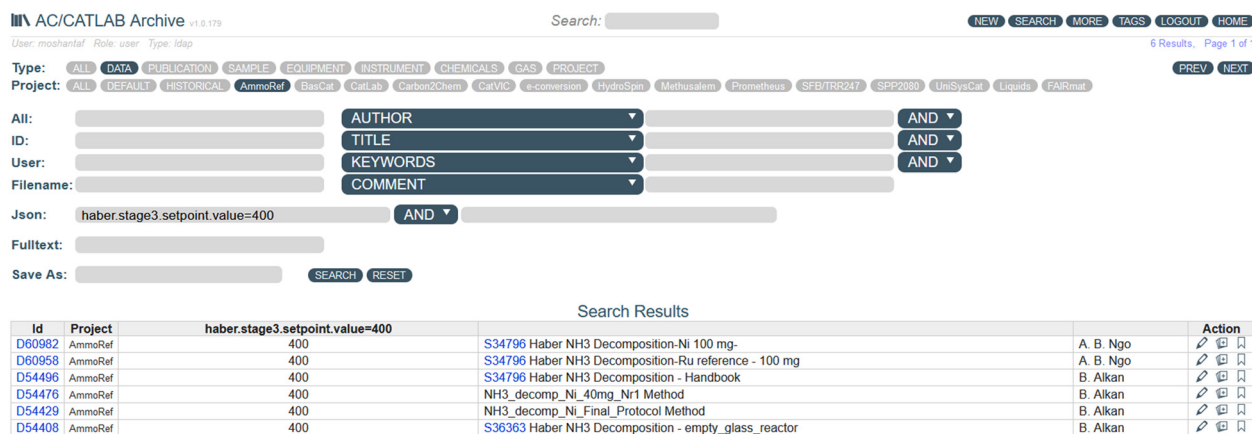 AC/CATLAB Archive v1.0.179 Search: NEW SEARCH MORE TAGS LOGOUT HOME
User: moshantaf Role: user Type: ldap 6 Results, Page 1 of
Type: ALL DATA PUBLICATION SAMPLE EQUIPMENT INSTRUMENT CHEMICALS GAS PROJECT PREV NEXT
Project: ALL DEFAULT HISTORICAL AmmoRef BasCat CatLab Carbon2Chem CatVIC e-conversion HydroSpin Methusalem Prometheus SFB/TRR247 SPP2080 UniSysCat Liquids FAIRmat
All: AUTHOR AND
ID: TITLE AND
User: KEYWORDS AND
Filename: COMMENT
Json: haber.stage3.setpoint.value=400 AND
Fulltext:
Save As: SEARCH RESET
Search Results
Id Project haber.stage3.setpoint.value=400 Action
D60982 AmmoRef 400 S34796 Haber NH3 Decomposition-Ni 100 mg- A. B. Ngo
D60958 AmmoRef 400 S34796 Haber NH3 Decomposition-Ru reference - 100 mg A. B. Ngo
D54496 AmmoRef 400 S34796 Haber NH3 Decomposition - Handbook B. Alkan
D54476 AmmoRef 400 NH3_decomp_Ni_40mg_Nr1 Method B. Alkan
D54429 AmmoRef 400 NH3_decomp_Ni_Final_Protocol Method B. Alkan
D54408 AmmoRef 400 S36363 Haber NH3 Decomposition - empty_glass_reactor B. Alkan